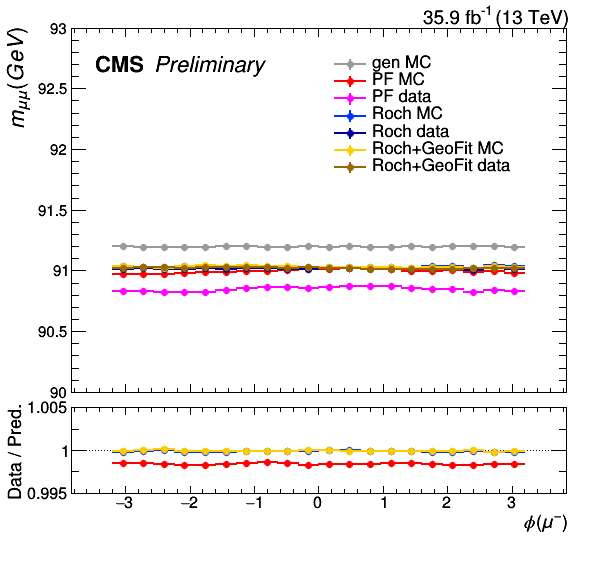 35.9 fb⁻¹ (13 TeV)
m_μμ(GeV)
CMS Preliminary
gen MC
PF MC
PF data
Roch MC
Roch data
Roch+GeoFit MC
Roch+GeoFit data
93
92.5
92
91.5
91
90.5
90
Data / Pred.
1.005
1
0.995
−3 −2 −1 0 1 2 3
ϕ(μ⁻)